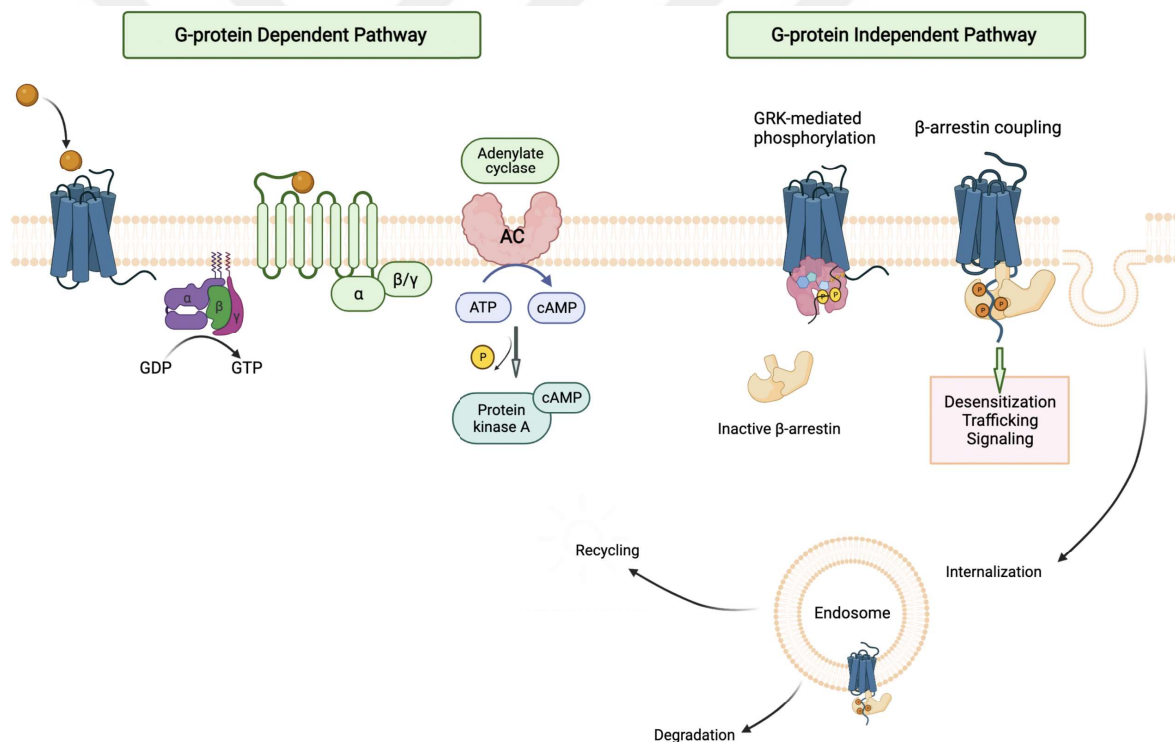 G-protein Dependent Pathway
G-protein Independent Pathway
GRK-mediated
phosphorylation
β-arrestin coupling
Adenylate
cyclase
AC
α
β
γ
α
β/γ
GDP
GTP
ATP
cAMP
P
Protein
kinase A
cAMP
P
P
P
P
P
Inactive β-arrestin
Desensitization
Trafficking
Signaling
Recycling
Internalization
Endosome
P
P
P
Degradation